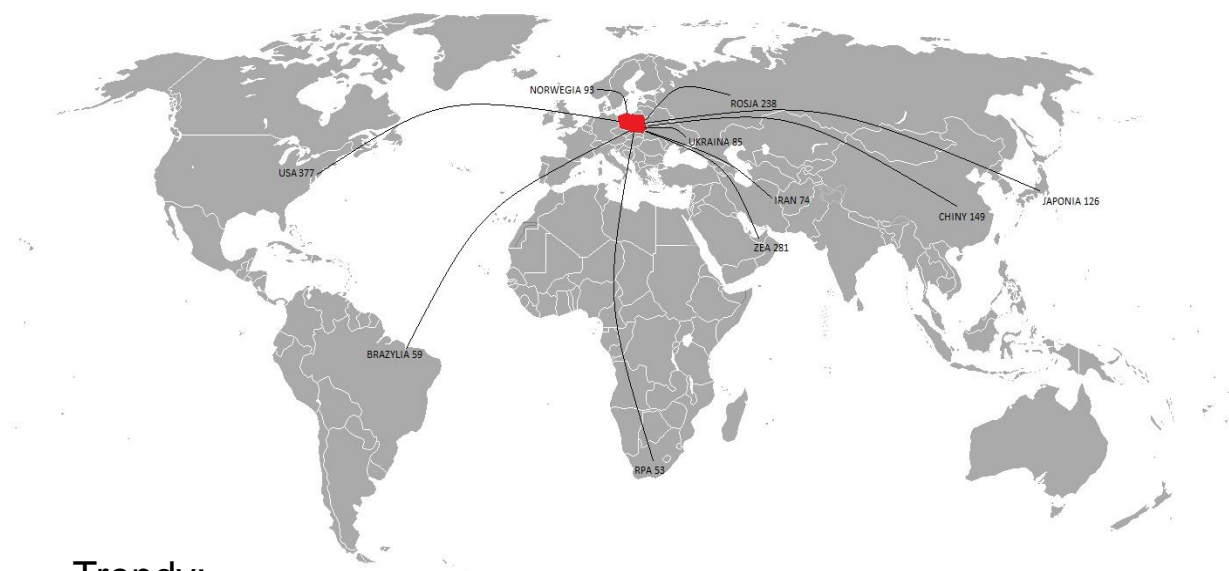 NORWEGIA 93
ROSJA 238
UKRAINA 85
USA 377
IRAN 74
JAPONIA 126
CHINY 149
ZEA 281
BRAZYLIA 59
RPA 53
Trendy: